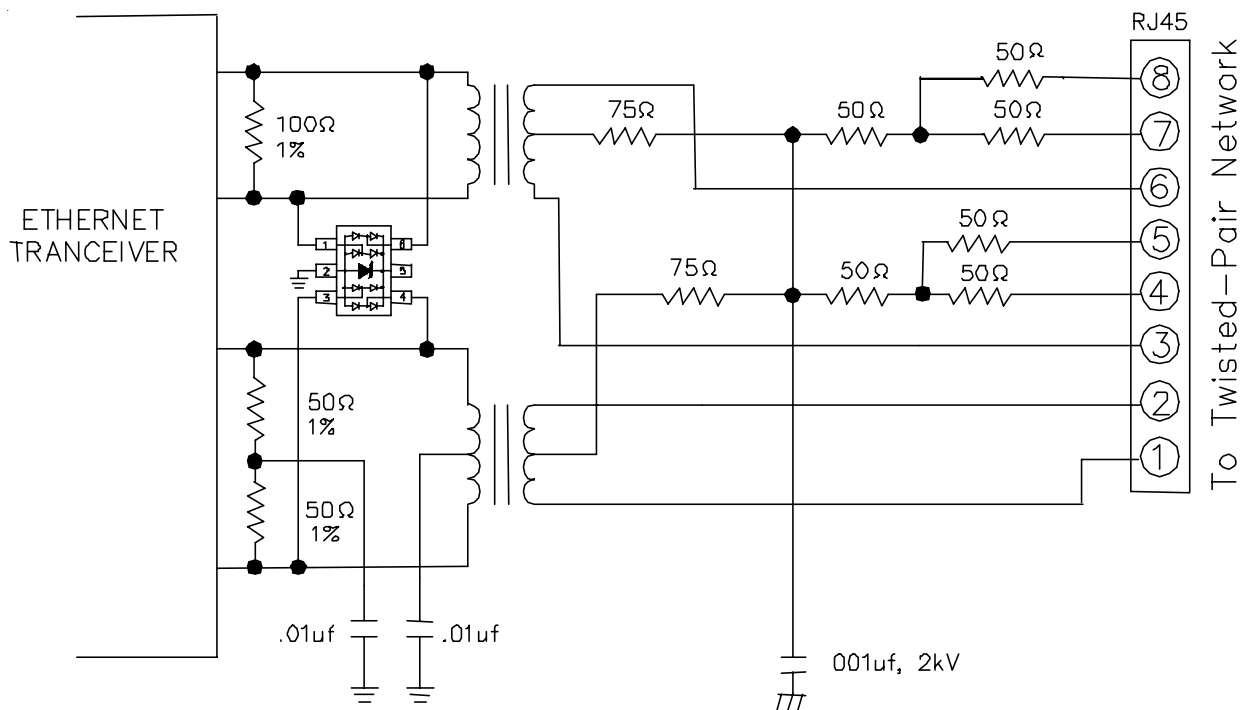 RJ45
50Ω
8
75Ω
50Ω
50Ω
7
100Ω
1%
6
ETHERNET
TRANCEIVER
1
6
50Ω
5
2
5
75Ω
50Ω
50Ω
4
3
4
3
50Ω
1%
2
1
50Ω
1%
.01uf
.01uf
001uf, 2kV
To Twisted-Pair Network